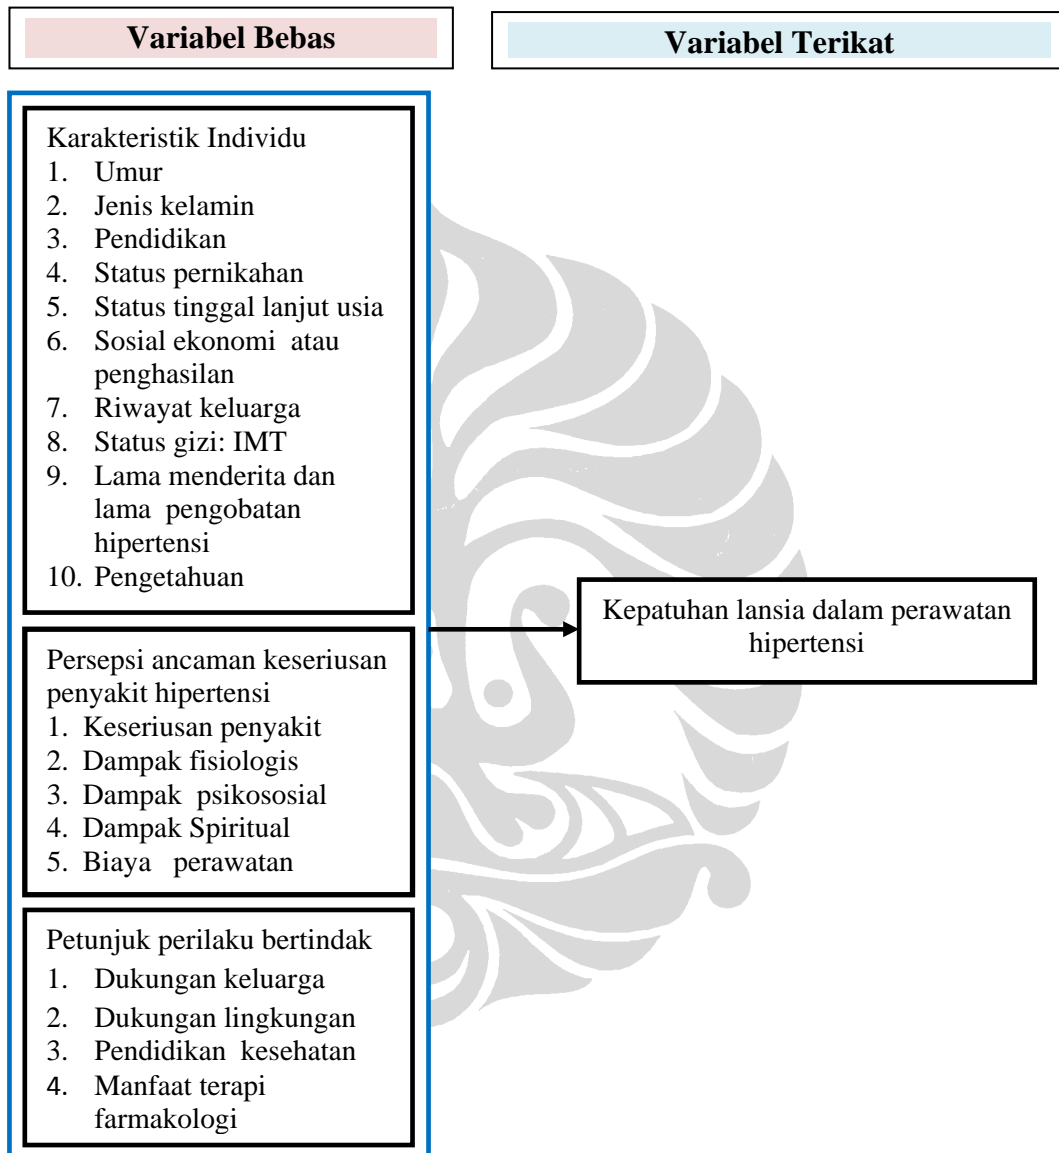 Variabel Bebas
Variabel Terikat
Karakteristik Individu
1. Umur
2. Jenis kelamin
3. Pendidikan
4. Status pernikahan
5. Status tinggal lanjut usia
6. Sosial ekonomi atau
penghasilan
7. Riwayat keluarga
8. Status gizi: IMT
9. Lama menderita dan
lama pengobatan
hipertensi
10. Pengetahuan
Persepsi ancaman keseriusan
penyakit hipertensi
1. Keseriusan penyakit
2. Dampak fisiologis
3. Dampak psikososial
4. Dampak Spiritual
5. Biaya perawatan
Petunjuk perilaku bertindak
1. Dukungan keluarga
2. Dukungan lingkungan
3. Pendidikan kesehatan
4. Manfaat terapi
farmakologi
Kepatuhan lansia dalam perawatan
hipertensi